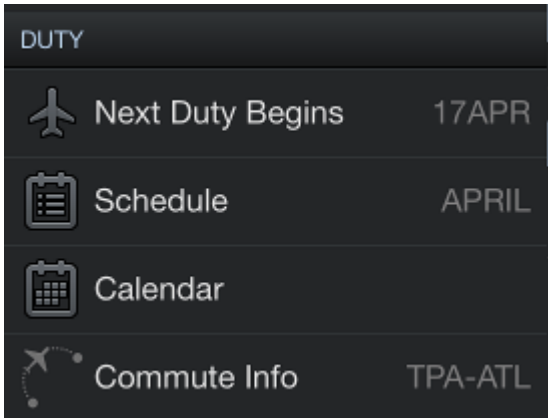 DUTY
Next Duty Begins 17APR
Schedule APRIL
Calendar
Commute Info TPA-ATL